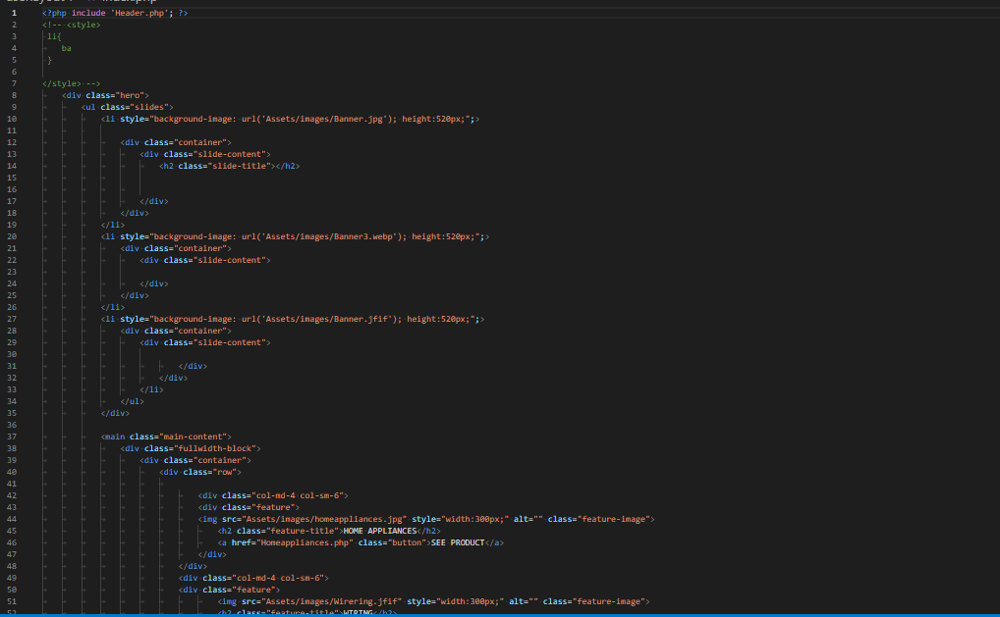 1 <?php include 'Header.php'; ?>
2 <!-- <style>
3 li{
4 ba
5 }
6
7 </style> -->
8 <div class="hero">
9 <ul class="slides">
10 <li style="background-image: url('Assets/images/Banner.jpg'); height:520px;";>
11
12 <div class="container">
13 <div class="slide-content">
14 <h2 class="slide-title"></h2>
15
16
17 </div>
18 </div>
19 </li>
20 <li style="background-image: url('Assets/images/Banner3.webp'); height:520px;";>
21 <div class="container">
22 <div class="slide-content">
23
24 </div>
25 </div>
26 </li>
27 <li style="background-image: url('Assets/images/Banner.jfif'); height:520px;";>
28 <div class="container">
29 <div class="slide-content">
30
31 </div>
32 </div>
33 </li>
34 </ul>
35 </div>
36
37 <main class="main-content">
38 <div class="fullwidth-block">
39 <div class="container">
40 <div class="row">
41
42 <div class="col-md-4 col-sm-6">
43 <div class="feature">
44 <img src="Assets/images/homeappliances.jpg" style="width:300px;" alt="" class="feature-image">
45 <h2 class="feature-title">HOME APPLIANCES</h2>
46 <a href="Homeappliances.php" class="button">SEE PRODUCT</a>
47 </div>
48 </div>
49 <div class="col-md-4 col-sm-6">
50 <div class="feature">
51 <img src="Assets/images/Wirering.jfif" style="width:300px;" alt="" class="feature-image">
52 <h2 class="feature-title">WIRING</h2>